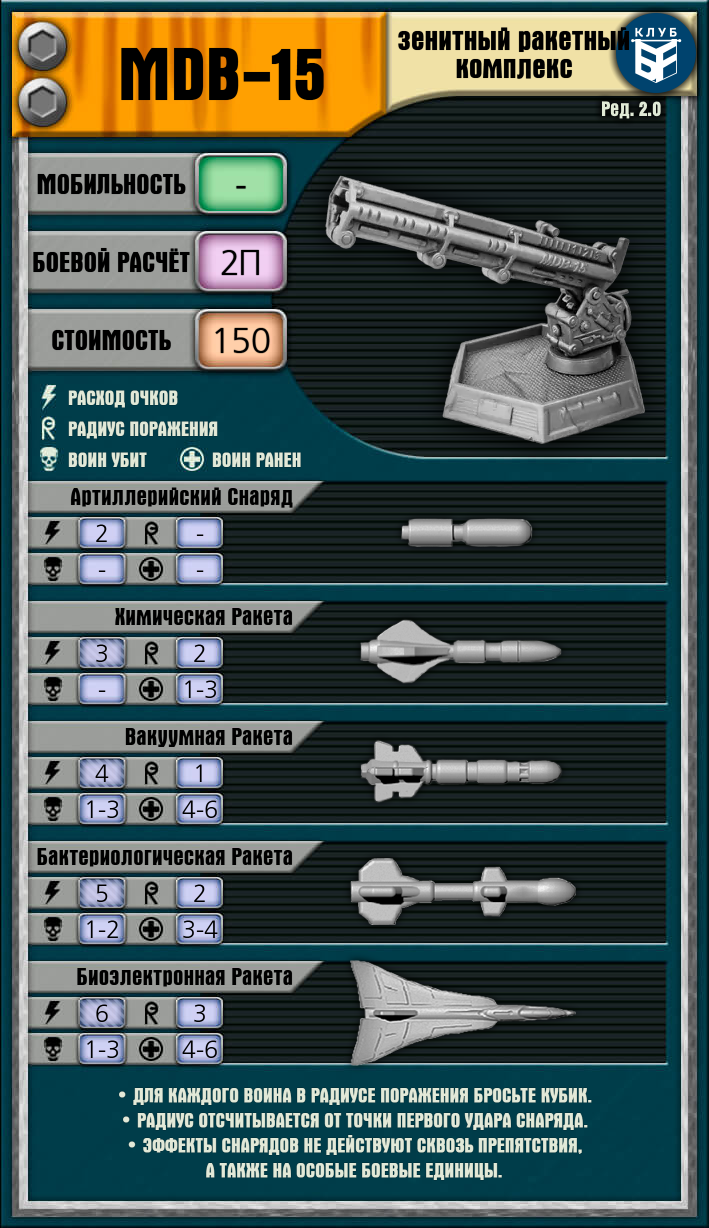 MDB-15
ЗЕНИТНЫЙ РАКЕТНЫЙ
КОМПЛЕКС
КЛУБ
Ред. 2.0
МОБИЛЬНОСТЬ -
БОЕВОЙ РАСЧЁТ 2П
СТОИМОСТЬ 150
MDB-15
РАСХОД ОЧКОВ
РАДИУС ПОРАЖЕНИЯ
ВОИН УБИТ ВОИН РАНЕН
Артиллерийский Снаряд
2 -
- -
Химическая Ракета
3 2
- 1-3
Вакуумная Ракета
4 1
1-3 4-6
Бактериологическая Ракета
5 2
1-2 3-4
Биоэлектронная Ракета
6 3
1-3 4-6
• ДЛЯ КАЖДОГО ВОИНА В РАДИУСЕ ПОРАЖЕНИЯ БРОСЬТЕ КУБИК.
• РАДИУС ОТСЧИТЫВАЕТСЯ ОТ ТОЧКИ ПЕРВОГО УДАРА СНАРЯДА.
• ЭФФЕКТЫ СНАРЯДОВ НЕ ДЕЙСТВУЮТ СКВОЗЬ ПРЕПЯТСТВИЯ,
А ТАКЖЕ НА ОСОБЫЕ БОЕВЫЕ ЕДИНИЦЫ.